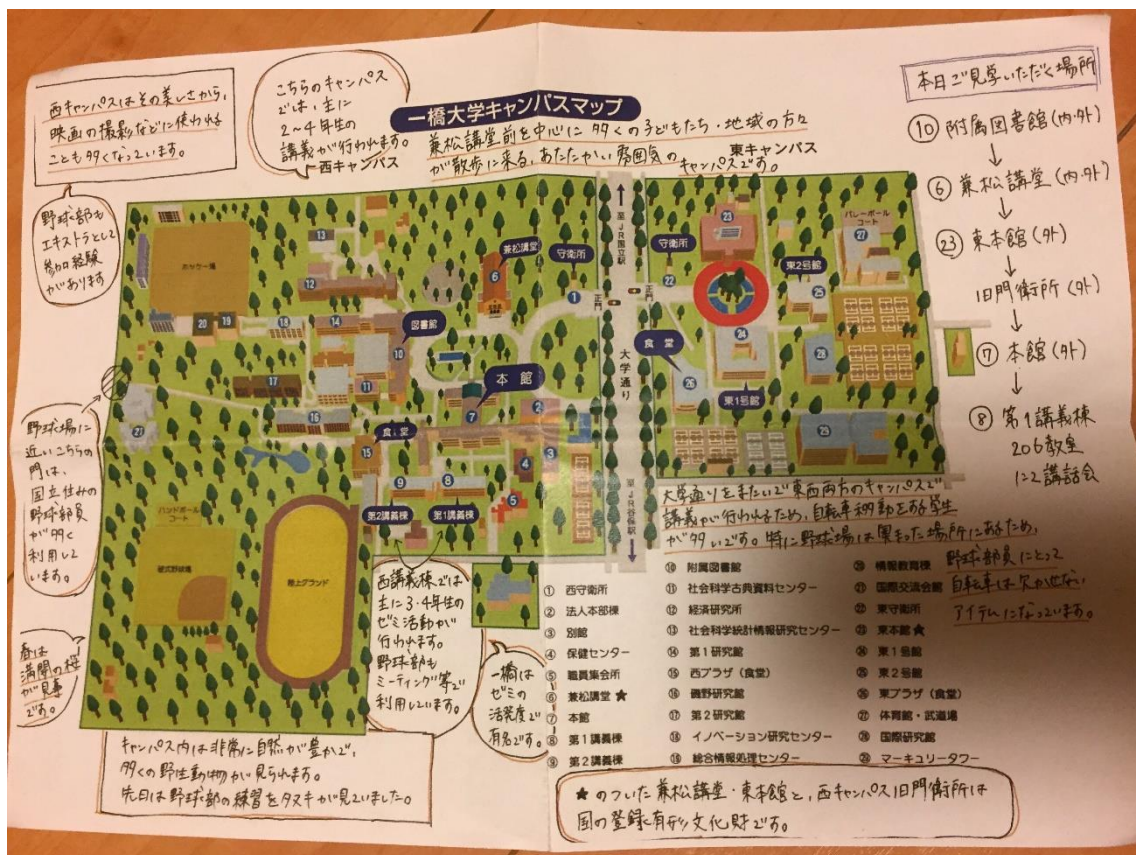 西キャンパスはその美しさから、
映画の撮影などに使われる
ことも多くなっています。
こちらのキャンパス
では、主に
2〜4年生の
講義が行われます。
一橋大学キャンパスマップ
兼松講堂前を中心に多くの子どもたち・地域の方々
が散歩に来る、あたたかい雰囲気の
キャンパスです。
←西キャンパス
東キャンパス
本日ご見学いただく場所
⑩ 附属図書館(内・外)
↓
⑥ 兼松講堂(内・外)
↓
㉓ 東本館(外)
↓
旧門衛所(外)
↓
⑦ 本館(外)
↓
⑧ 第1講義棟
206教室
にて講話会
野球部も
エキストラとして
参加経験
があります
サッカー場
兼松講堂
守衛所
正門
至JR国立駅
大学通り
至JR谷保駅
図書館
本館
食堂
第2講義棟
第1講義棟
ハンドボール
コート
硬式野球場
陸上グランド
守衛所
正門
東2号館
バレーボール
コート
食堂
東1号館
野球場に
近いこちらの
門は、
国立住みの
野球部員
が多く
利用して
います。
春は
満開の桜
が見事
です。
西講義棟では
主に3・4年生の
ゼミ活動が
行われます。
野球部も
ミーティング等で
利用しています。
一橋は
ゼミの
活発度で
有名です。
大学通りをまたいで東西両方のキャンパスで
講義が行われるため、自転車移動をする学生
が多いです。特に野球場は奥まった場所にあるため、
野球部員にとって
自転車は欠かせない
アイテムになっています。
① 西守衛所
② 法人本部棟
③ 別館
④ 保健センター
⑤ 職員集会所
⑥ 兼松講堂 ★
⑦ 本館
⑧ 第1講義棟
⑨ 第2講義棟
⑩ 附属図書館
⑪ 社会科学古典資料センター
⑫ 経済研究所
⑬ 社会科学統計情報研究センター
⑭ 第1研究館
⑮ 西プラザ(食堂)
⑯ 磯野研究館
⑰ 第2研究館
⑱ イノベーション研究センター
⑲ 総合情報処理センター
⑳ 情報教育棟
㉑ 国際交流会館
㉒ 東守衛所
㉓ 東本館 ★
㉔ 東1号館
㉕ 東2号館
㉖ 東プラザ(食堂)
㉗ 体育館・武道場
㉘ 国際研究館
㉙ マーキュリータワー
キャンパス内は非常に自然が豊かで、
多くの野生動物が見られます。
先日は野球部の練習をタヌキが見ていました。
★のついた兼松講堂・東本館と、西キャンパス旧門衛所は
国の登録有形文化財です。